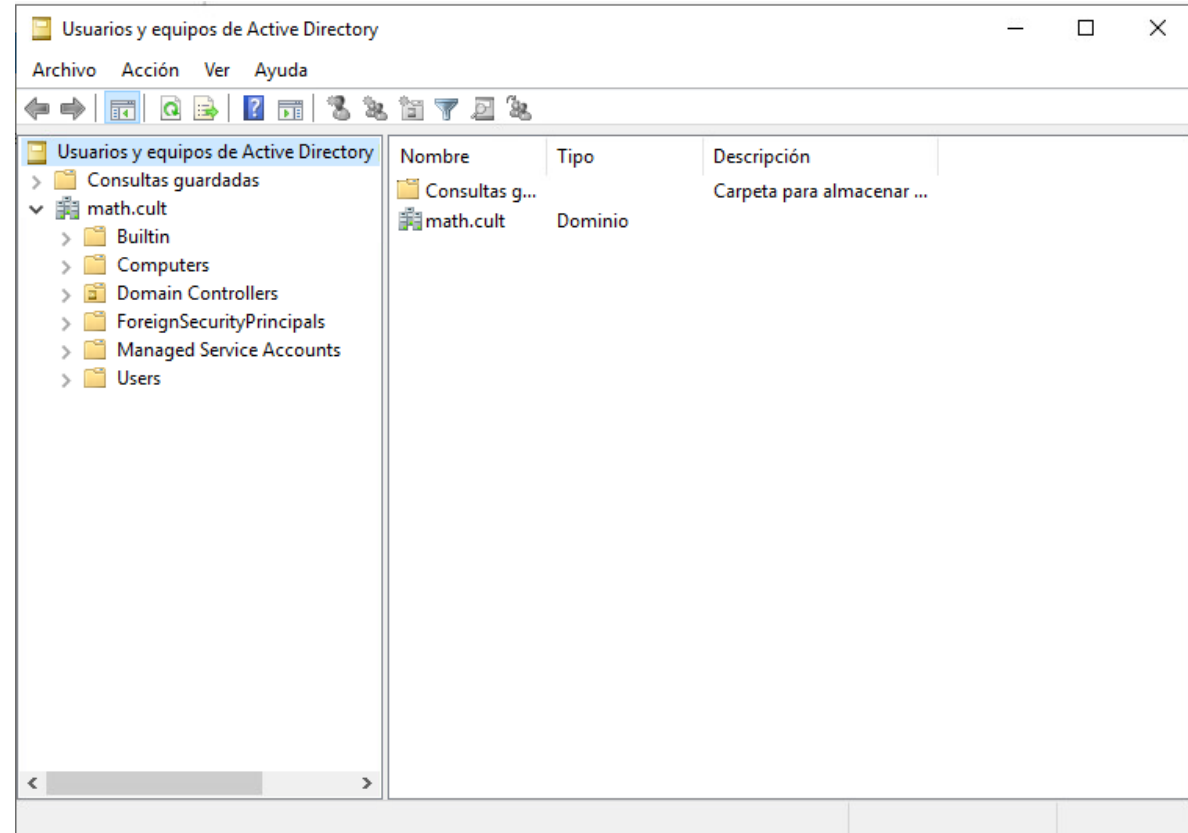 Usuarios y equipos de Active Directory
Archivo Acción Ver Ayuda
Usuarios y equipos de Active Directory
Consultas guardadas
math.cult
Builtin
Computers
Domain Controllers
ForeignSecurityPrincipals
Managed Service Accounts
Users
Nombre Tipo Descripción
Consultas g... Carpeta para almacenar ...
math.cult Dominio